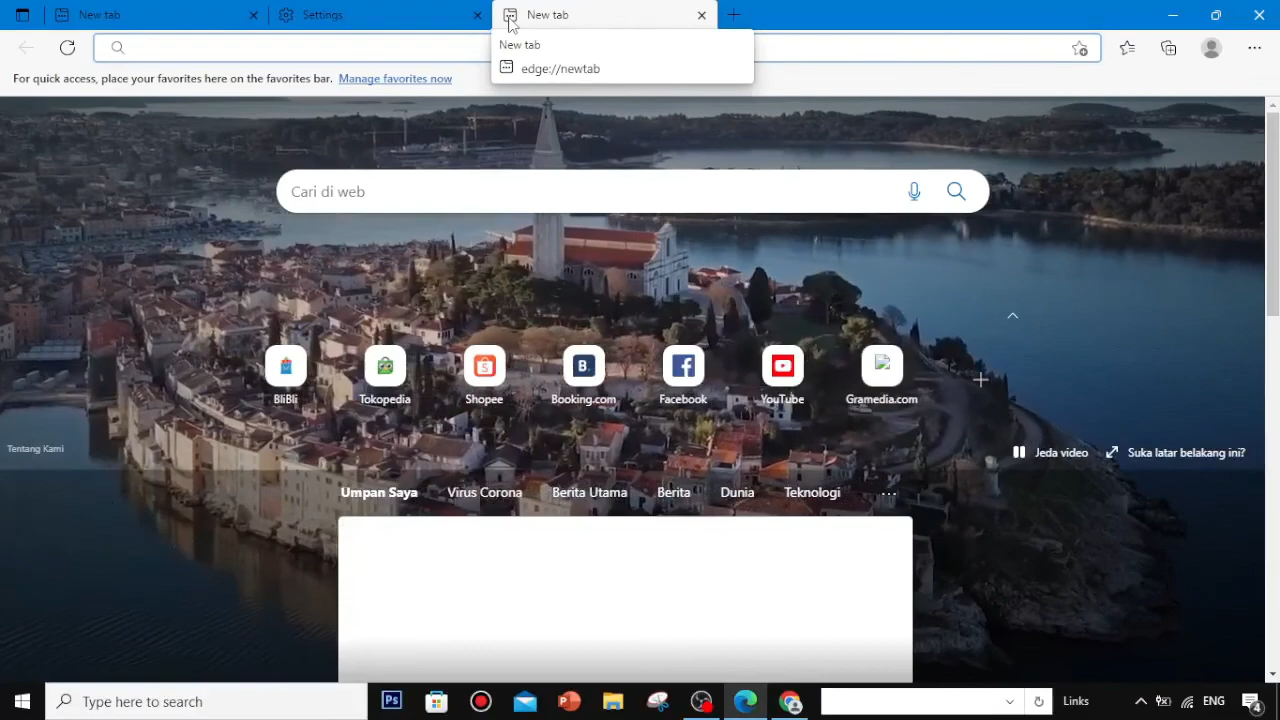 New tab
Settings
New tab
New tab
edge://newtab
For quick access, place your favorites here on the favorites bar. Manage favorites now
Cari di web
BliBli
Tokopedia
Shopee
Booking.com
Facebook
YouTube
Gramedia.com
Tentang Kami
Jeda video
Suka latar belakang ini?
Umpan Saya
Virus Corona
Berita Utama
Berita
Dunia
Teknologi
...
Type here to search
Ps
Links
ENG
4